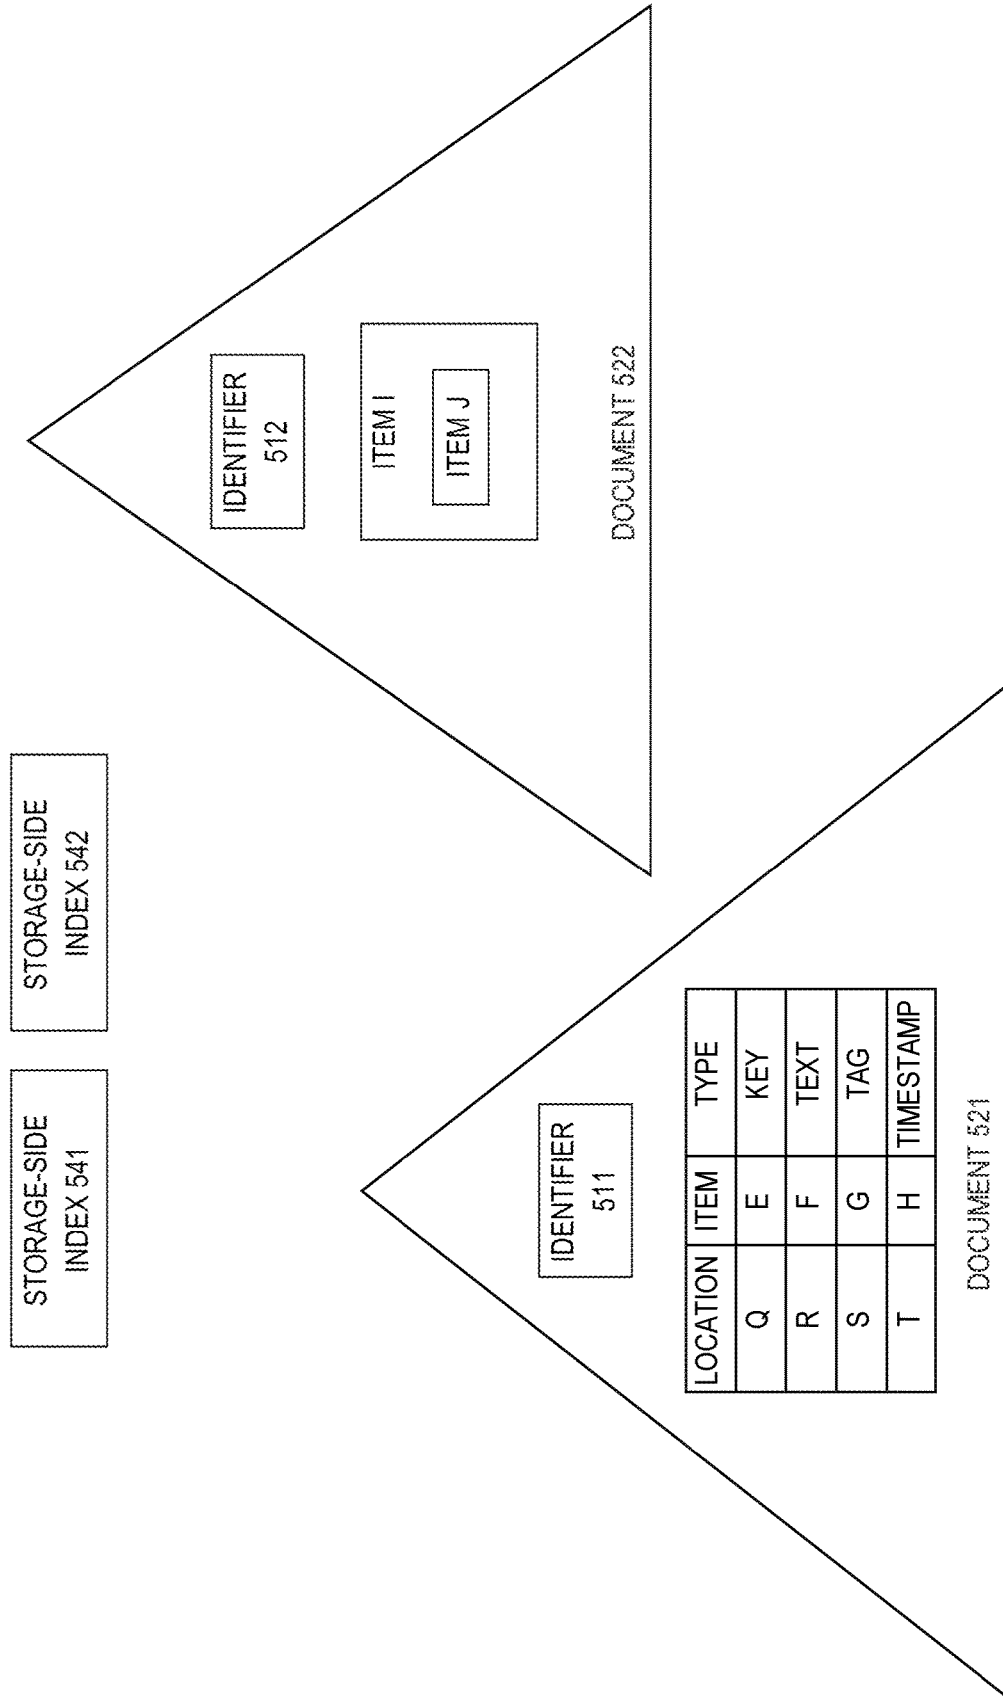 STORAGE-SIDE
INDEX 541
STORAGE-SIDE
INDEX 542
IDENTIFIER
511
LOCATION ITEM TYPE
Q E KEY
R F TEXT
S G TAG
T H TIMESTAMP
DOCUMENT 521
IDENTIFIER
512
ITEM I
ITEM J
DOCUMENT 522